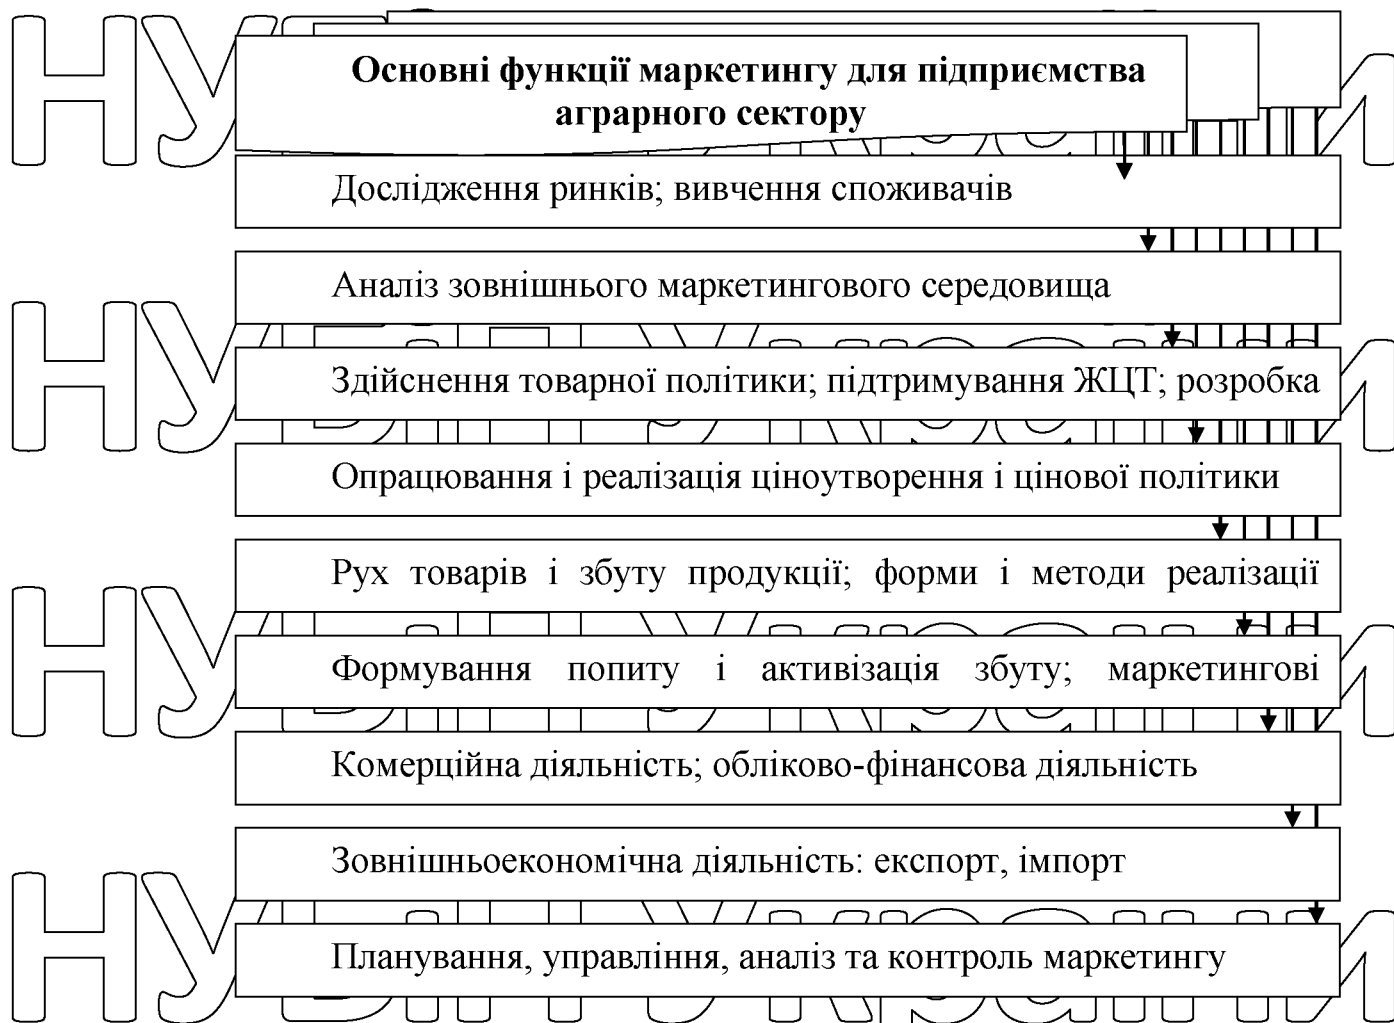 Основні функції маркетингу для підприємства
аграрного сектору
Дослідження ринків; вивчення споживачів
Аналіз зовнішнього маркетингового середовища
Здійснення товарної політики; підтримування ЖЦТ; розробка
Опрацювання і реалізація ціноутворення і цінової політики
Рух товарів і збуту продукції; форми і методи реалізації
Формування попиту і активізація збуту; маркетингові
Комерційна діяльність; обліково-фінансова діяльність
Зовнішньоекономічна діяльність: експорт, імпорт
Планування, управління, аналіз та контроль маркетингу